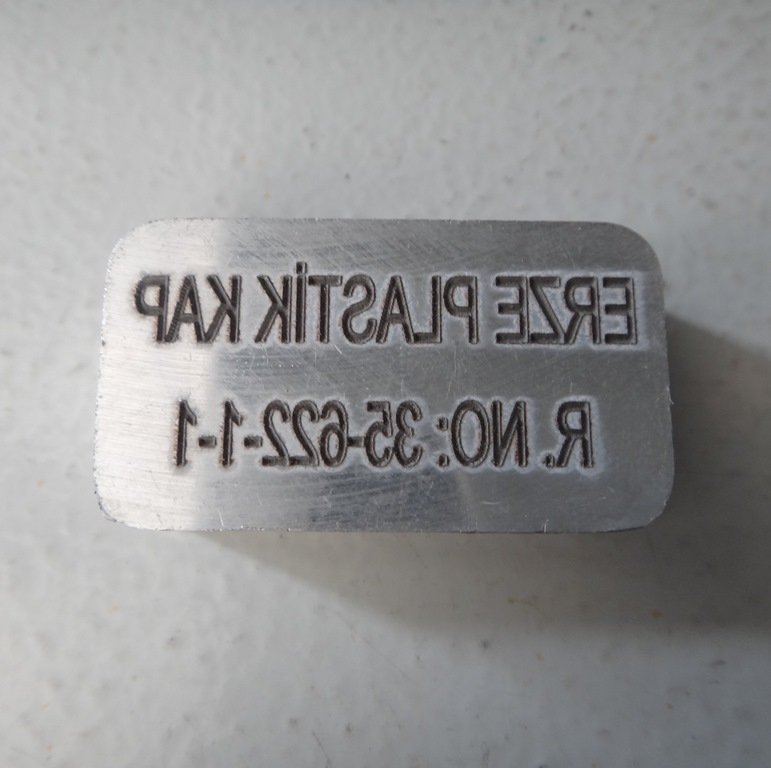 ERZE PLASTİK KAP
R. NO: 35-622-1-1